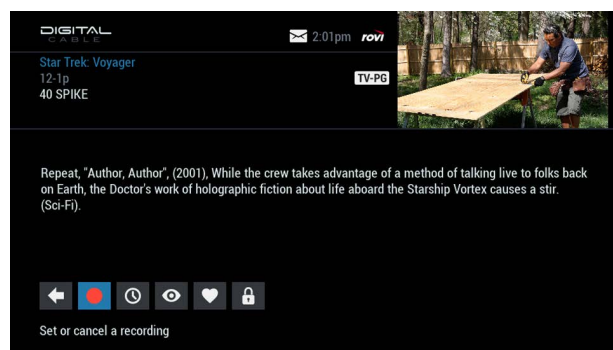 DIGITAL
CABLE
2:01pm rovi
Star Trek: Voyager
12-1p
TV-PG
40 SPIKE
Repeat, "Author, Author", (2001), While the crew takes advantage of a method of talking live to folks back
on Earth, the Doctor's work of holographic fiction about life aboard the Starship Vortex causes a stir.
(Sci-Fi).
Set or cancel a recording